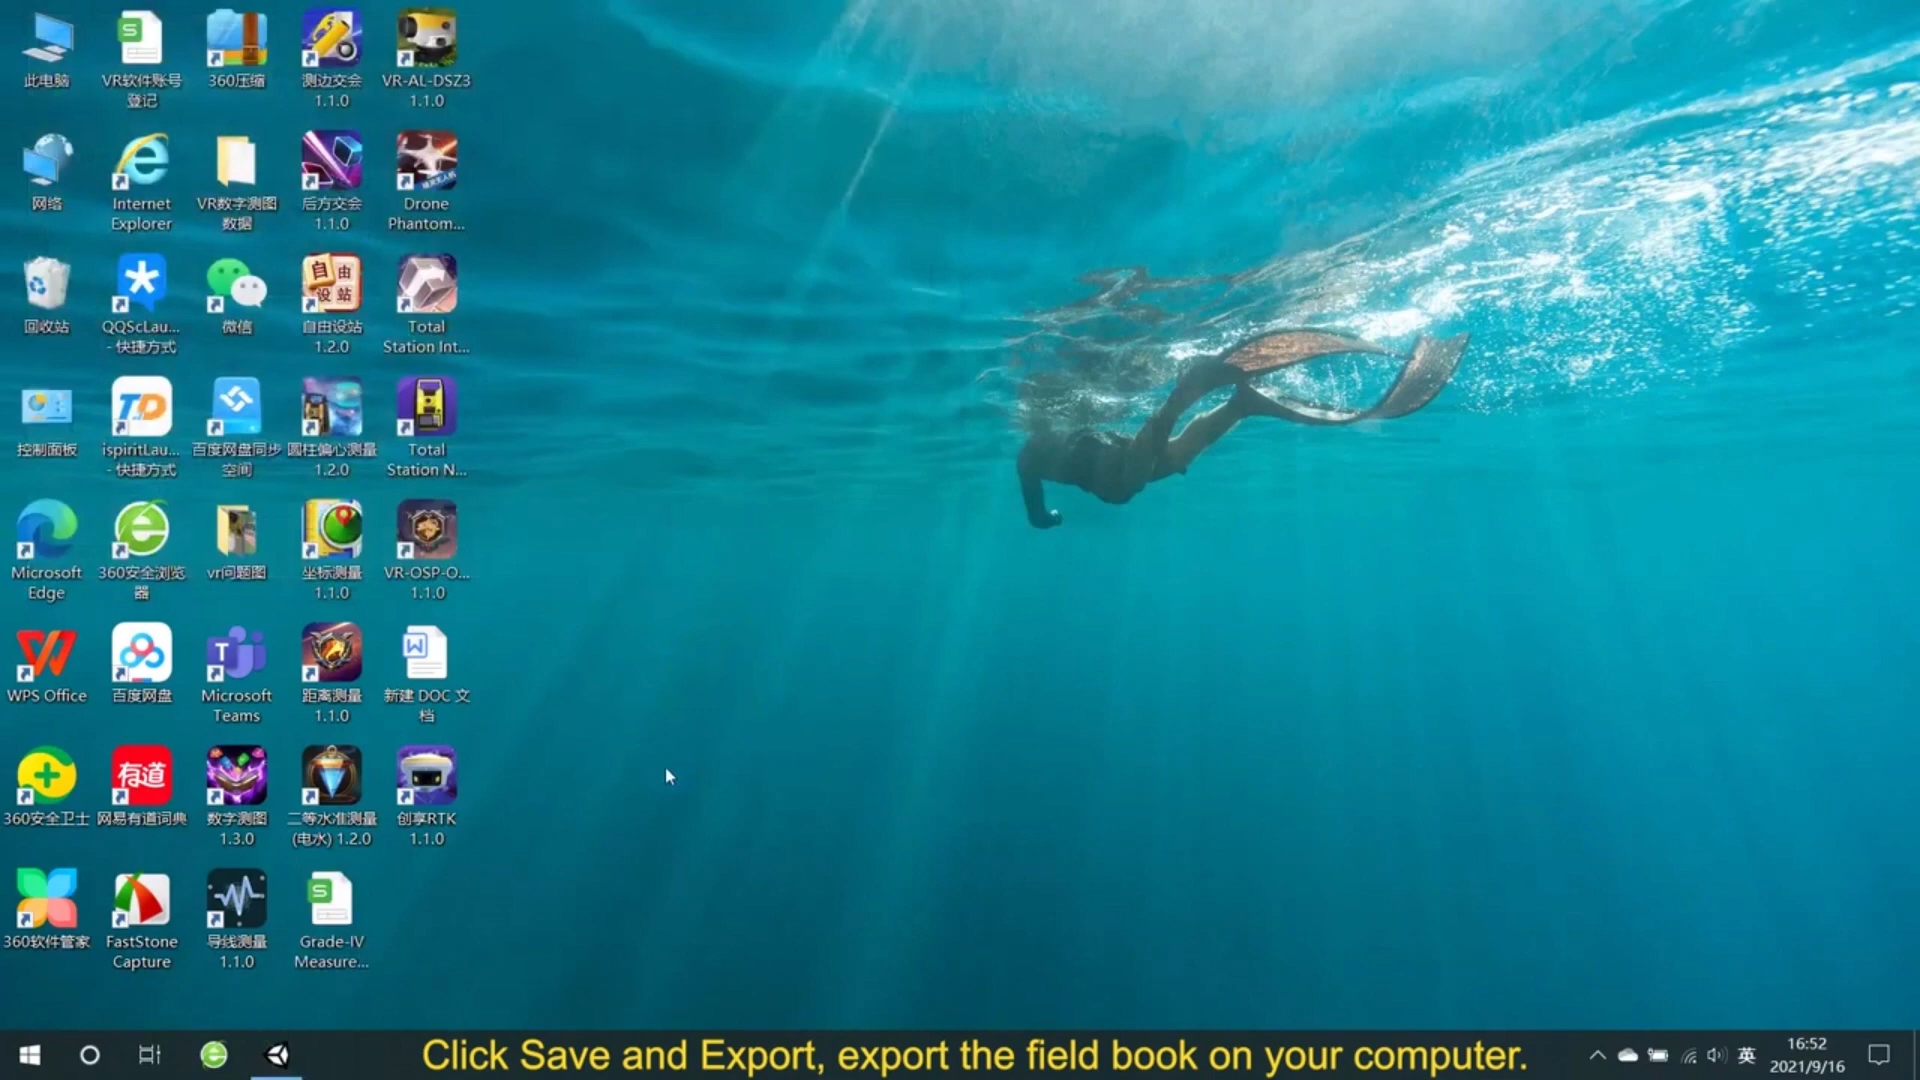 此电脑
VR软件账号
登记
360压缩
测边交会
1.1.0
VR-AL-DSZ3
1.1.0
网络
Internet
Explorer
VR数字测图
数据
后方交会
1.1.0
Drone
Phantom...
回收站
QQScLau...
- 快捷方式
微信
自由设站
1.2.0
Total
Station Int...
控制面板
ispiritLau...
- 快捷方式
百度网盘同步
空间
圆柱偏心测量
1.2.0
Total
Station N...
Microsoft
Edge
360安全浏览
器
vr问题图
坐标测量
1.1.0
VR-OSP-O...
1.1.0
WPS Office
百度网盘
Microsoft
Teams
距离测量
1.1.0
新建 DOC 文
档
360安全卫士
有道
网易有道词典
数字测图
1.3.0
二等水准测量
(电水) 1.2.0
创享RTK
1.1.0
360软件管家
FastStone
Capture
导线测量
1.1.0
Grade-IV
Measure...
Click Save and Export, export the field book on your computer.
英
16:52
2021/9/16